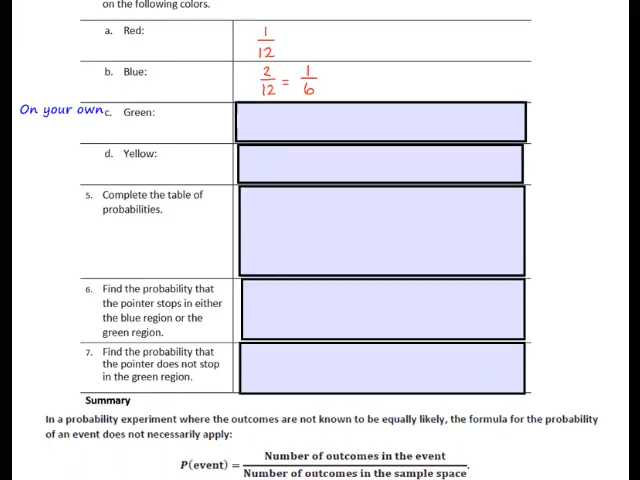 on the following colors.
a. Red:
1
12
b. Blue:
2 1
12 = 6
On your own c. Green:
d. Yellow:
5. Complete the table of
probabilities.
6. Find the probability that
the pointer stops in either
the blue region or the
green region.
7. Find the probability that
the pointer does not stop
in the green region.
Summary
In a probability experiment where the outcomes are not known to be equally likely, the formula for the probability
of an event does not necessarily apply:
P(event) = Number of outcomes in the event
Number of outcomes in the sample space.